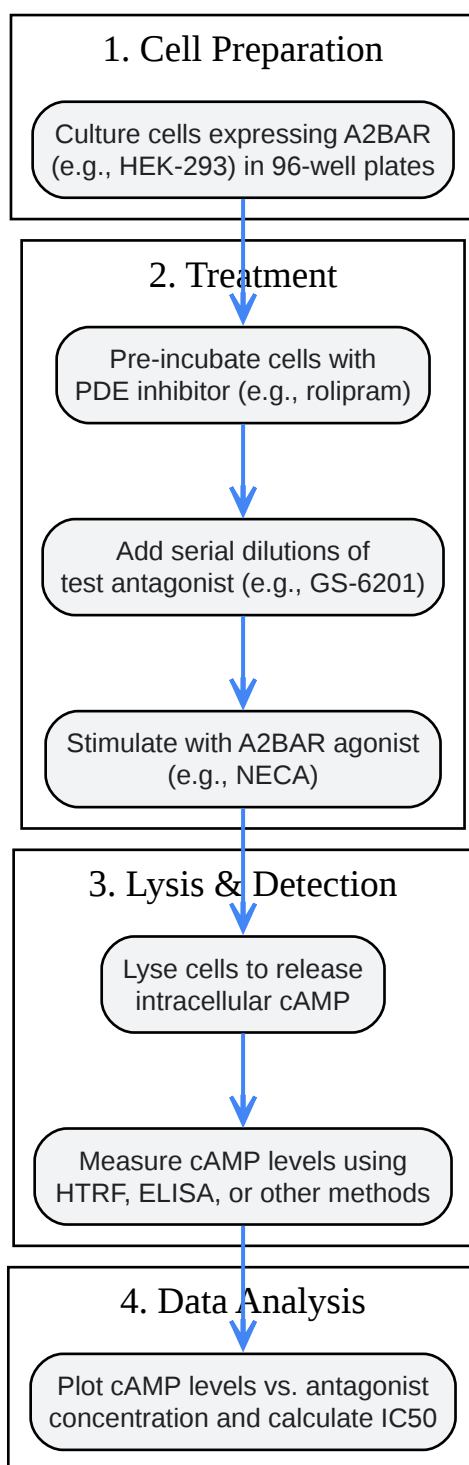 1. Cell Preparation
Culture cells expressing A2BAR
(e.g., HEK-293) in 96-well plates
2. Treatment
Pre-incubate cells with
PDE inhibitor (e.g., rolipram)
Add serial dilutions of
test antagonist (e.g., GS-6201)
Stimulate with A2BAR agonist
(e.g., NECA)
3. Lysis & Detection
Lyse cells to release
intracellular cAMP
Measure cAMP levels using
HTRF, ELISA, or other methods
4. Data Analysis
Plot cAMP levels vs. antagonist
concentration and calculate IC50